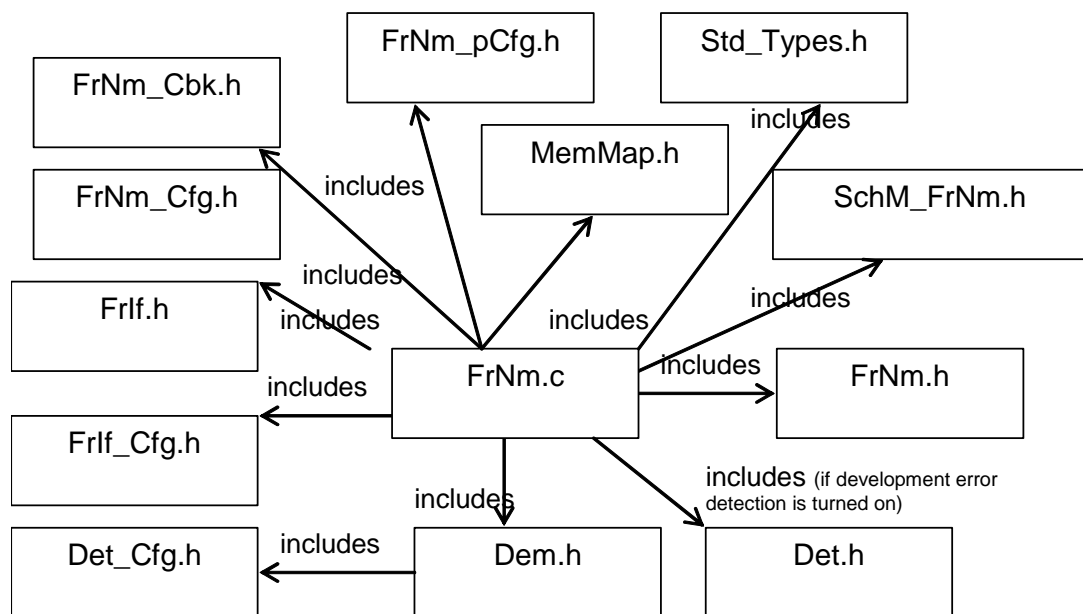 FrNm_pCfg.h
Std_Types.h
FrNm_Cbk.h
includes
MemMap.h
includes
FrNm_Cfg.h
SchM_FrNm.h
includes
FrIf.h
includes
includes
includes
FrNm.c
includes
FrNm.h
includes
FrIf_Cfg.h
includes (if development error
detection is turned on)
includes
Det_Cfg.h
includes
Dem.h
Det.h